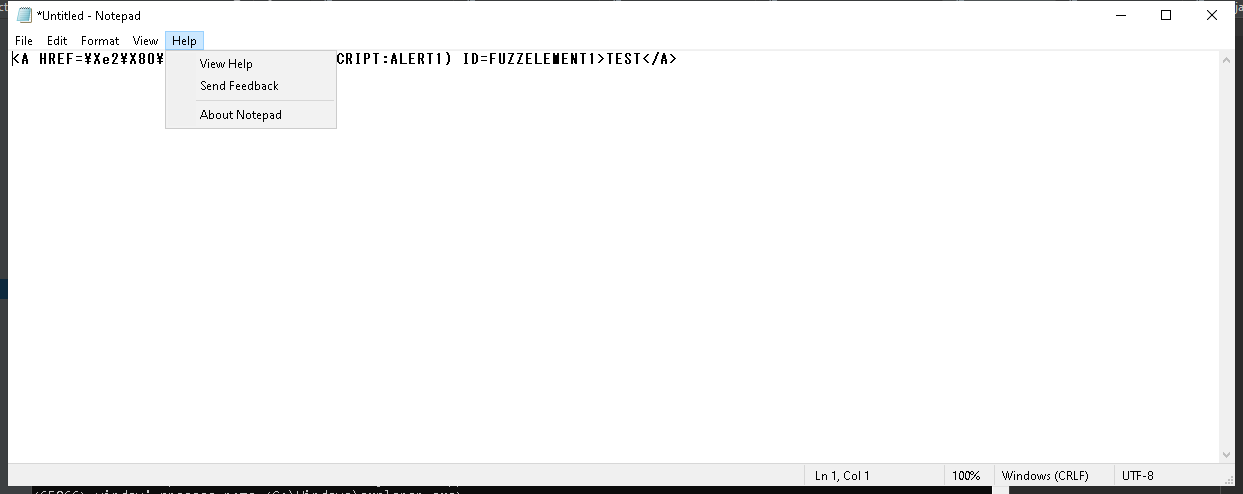 *Untitled - Notepad
File Edit Format View Help
<A HREF=¥Xe2¥X80¥ CRIPT:ALERT1) ID=FUZZELEMENT1>TEST</A>
View Help
Send Feedback
About Notepad
Ln 1, Col 1 100% Windows (CRLF) UTF-8